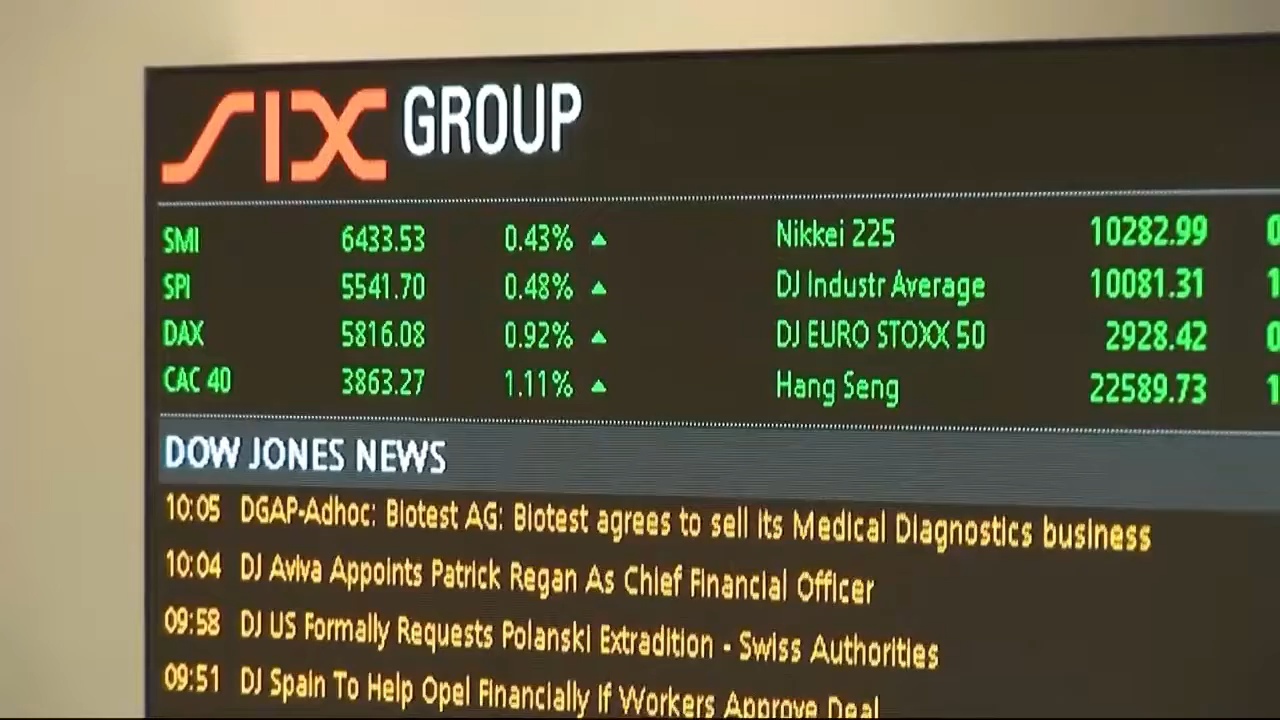 SIX GROUP
SMI 6433.53 0.43% ▲ Nikkei 225 10282.99
SPI 5541.70 0.48% ▲ DJ Industr Average 10081.31
DAX 5816.08 0.92% ▲ DJ EURO STOXX 50 2928.42
CAC 40 3863.27 1.11% ▲ Hang Seng 22589.73
DOW JONES NEWS
10:05 DGAP-Adhoc: Biotest AG: Biotest agrees to sell its Medical Diagnostics business
10:04 DJ Aviva Appoints Patrick Regan As Chief Financial Officer
09:58 DJ US Formally Requests Polanski Extradition - Swiss Authorities
09:51 DJ Spain To Help Opel Financially If Workers Approve Deal